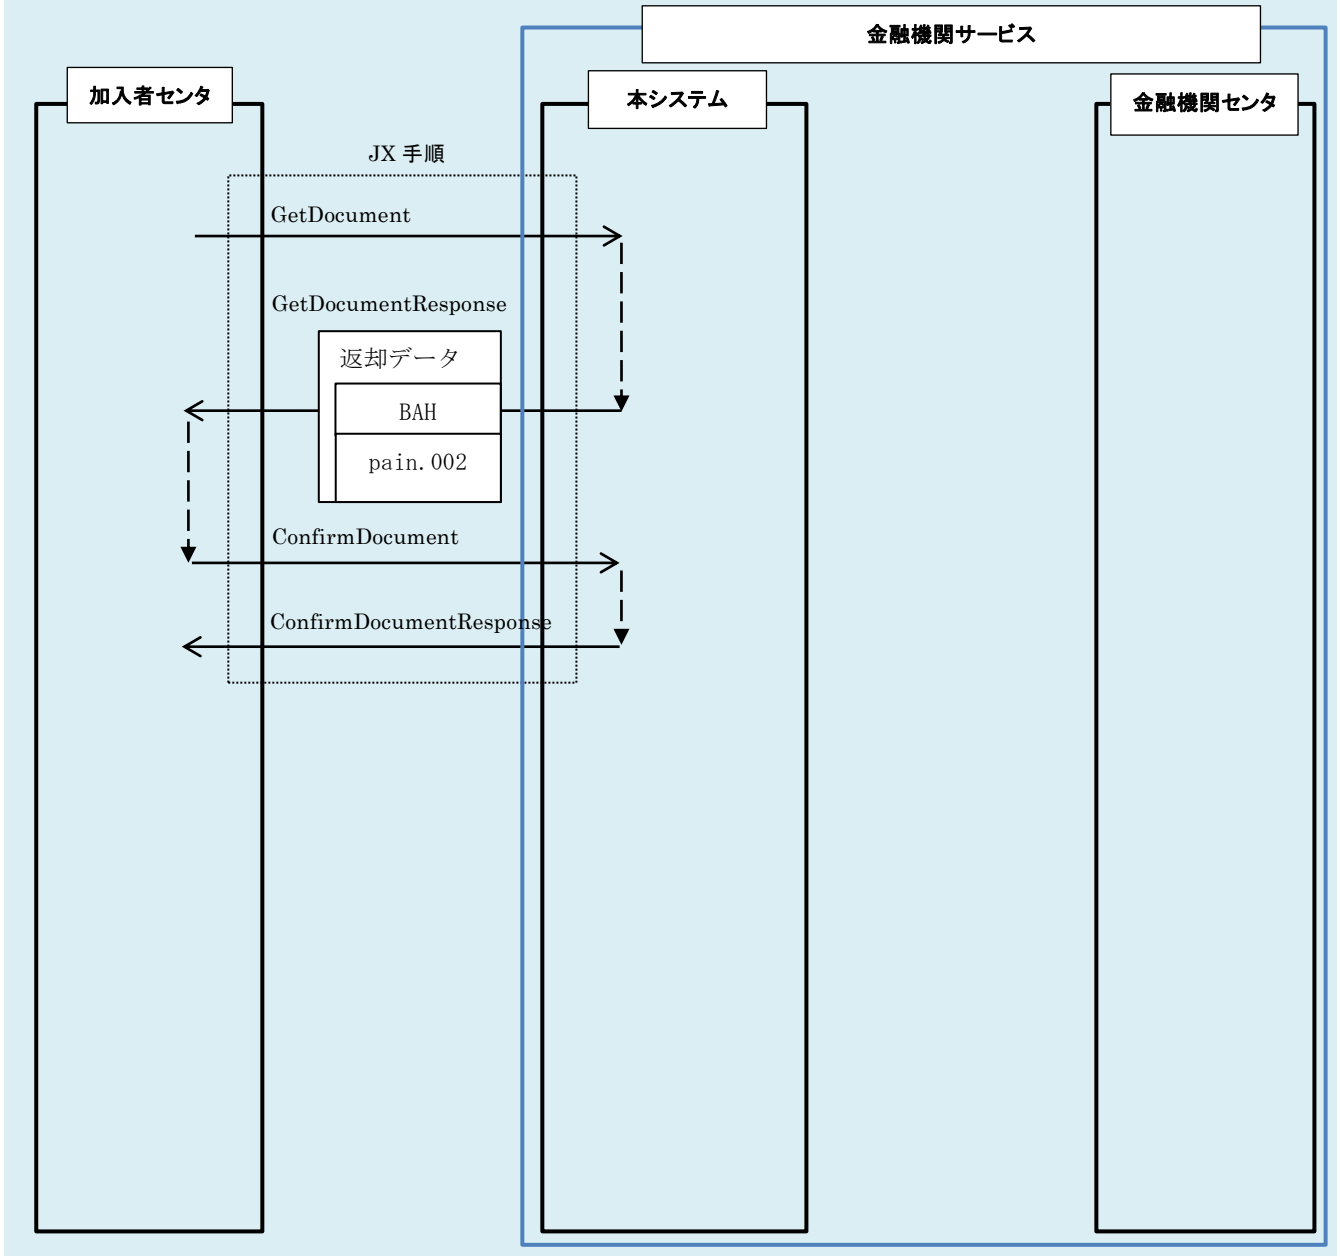 金融機関サービス
加入者センタ
本システム
金融機関センタ
JX 手順
GetDocument
GetDocumentResponse
返却データ
BAH
pain.002
ConfirmDocument
ConfirmDocumentResponse